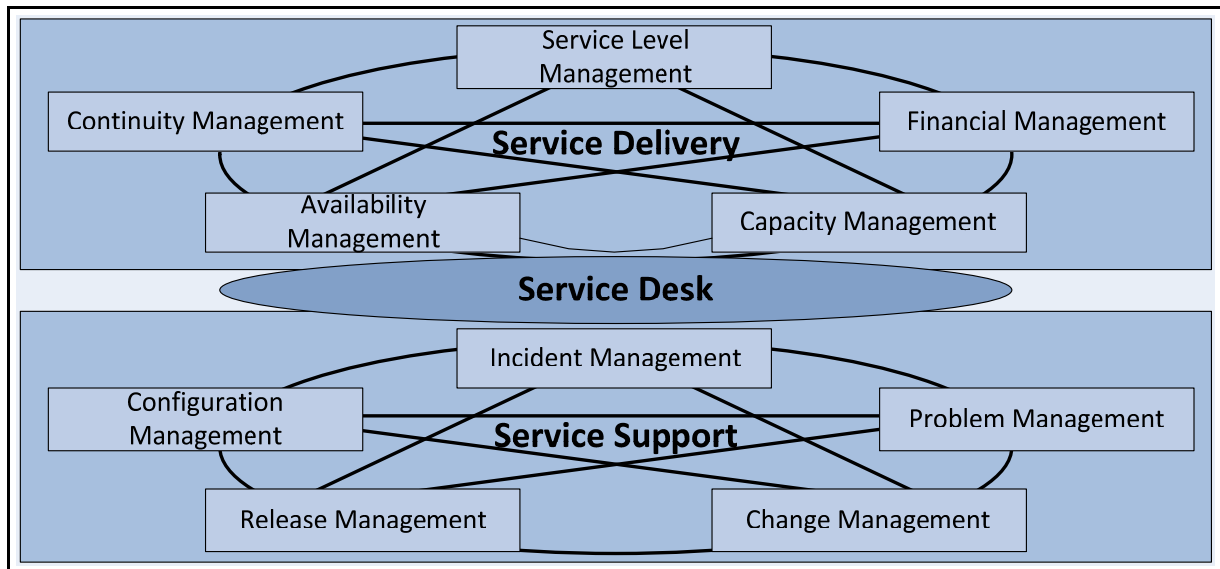 Service Level
Management
Continuity Management
Financial Management
Service Delivery
Availability
Management
Capacity Management
Service Desk
Incident Management
Configuration
Management
Problem Management
Service Support
Release Management
Change Management